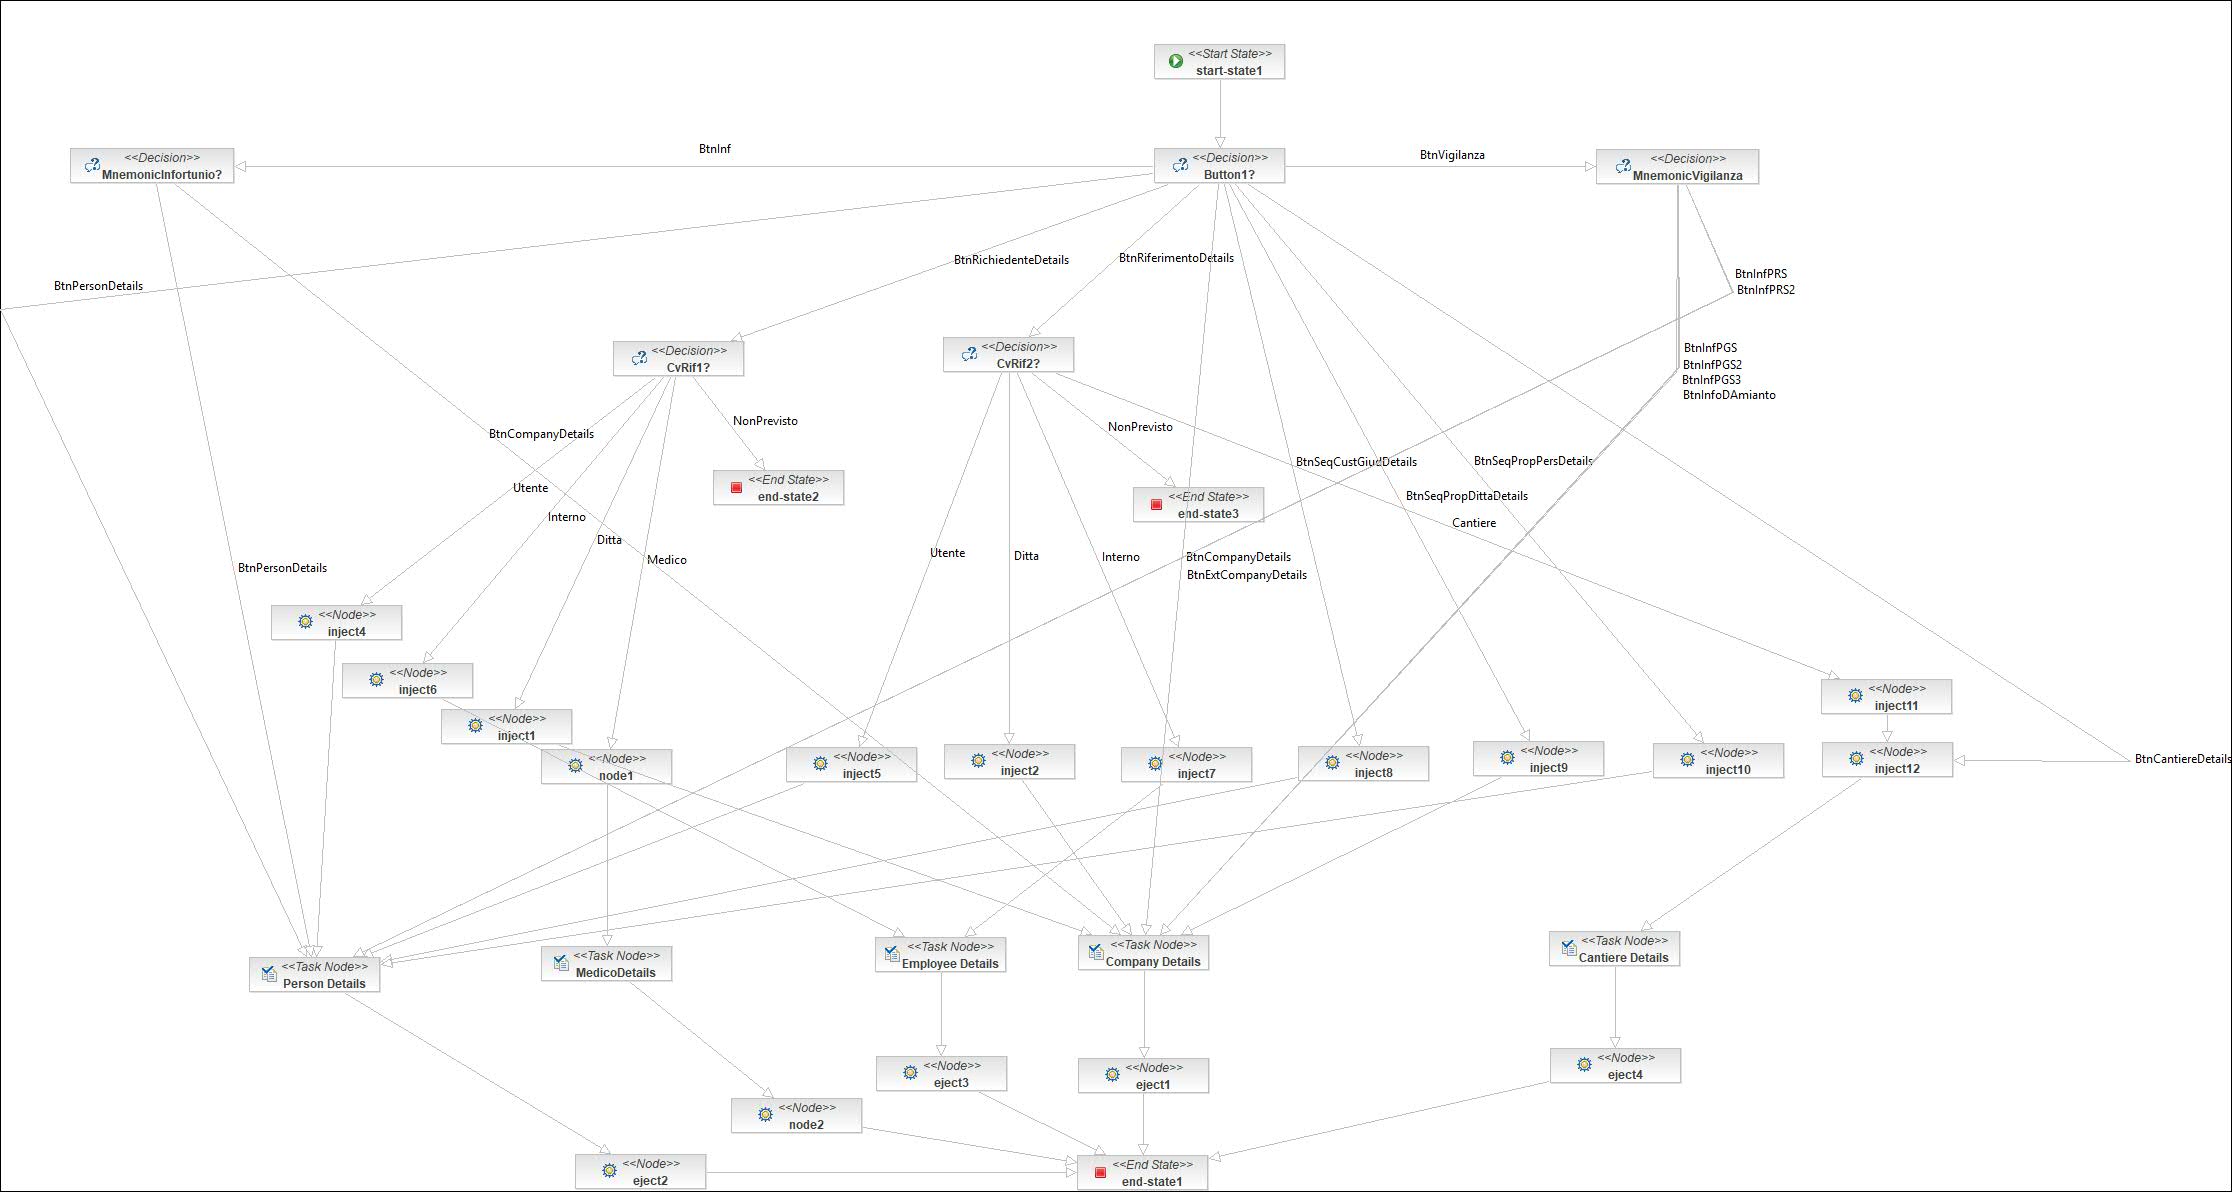 <<Start State>>
start-state1
BtnInf
BtnVigilanza
<<Decision>>
MnemonicInfortunio?
<<Decision>>
Button1?
<<Decision>>
MnemonicVigilanza
BtnPersonDetails
BtnRichiedenteDetails
BtnRiferimentoDetails
BtnInfPRS
BtnInfPRS2
<<Decision>>
CvRif1?
<<Decision>>
CvRif2?
BtnInfPGS
BtnInfPGS2
BtnInfPGS3
BtnInfoDAmianto
NonPrevisto
NonPrevisto
BtnCompanyDetails
BtnSeqCustGiudDetails
BtnSeqPropPersDetails
<<End State>>
end-state2
Utente
<<End State>>
end-state3
BtnSeqPropDittaDetails
Interno
Cantiere
Ditta
Medico
BtnPersonDetails
Utente
Ditta
Interno
BtnCompanyDetails
BtnExtCompanyDetails
<<Node>>
inject4
<<Node>>
inject6
<<Node>>
inject11
<<Node>>
inject1
<<Node>>
node1
<<Node>>
inject5
<<Node>>
inject2
<<Node>>
inject7
<<Node>>
inject8
<<Node>>
inject9
<<Node>>
inject10
<<Node>>
inject12
BtnCantiereDetails
<<Task Node>>
Person Details
<<Task Node>>
MedicoDetails
<<Task Node>>
Employee Details
<<Task Node>>
Company Details
<<Task Node>>
Cantiere Details
<<Node>>
eject3
<<Node>>
eject1
<<Node>>
eject4
<<Node>>
node2
<<Node>>
eject2
<<End State>>
end-state1